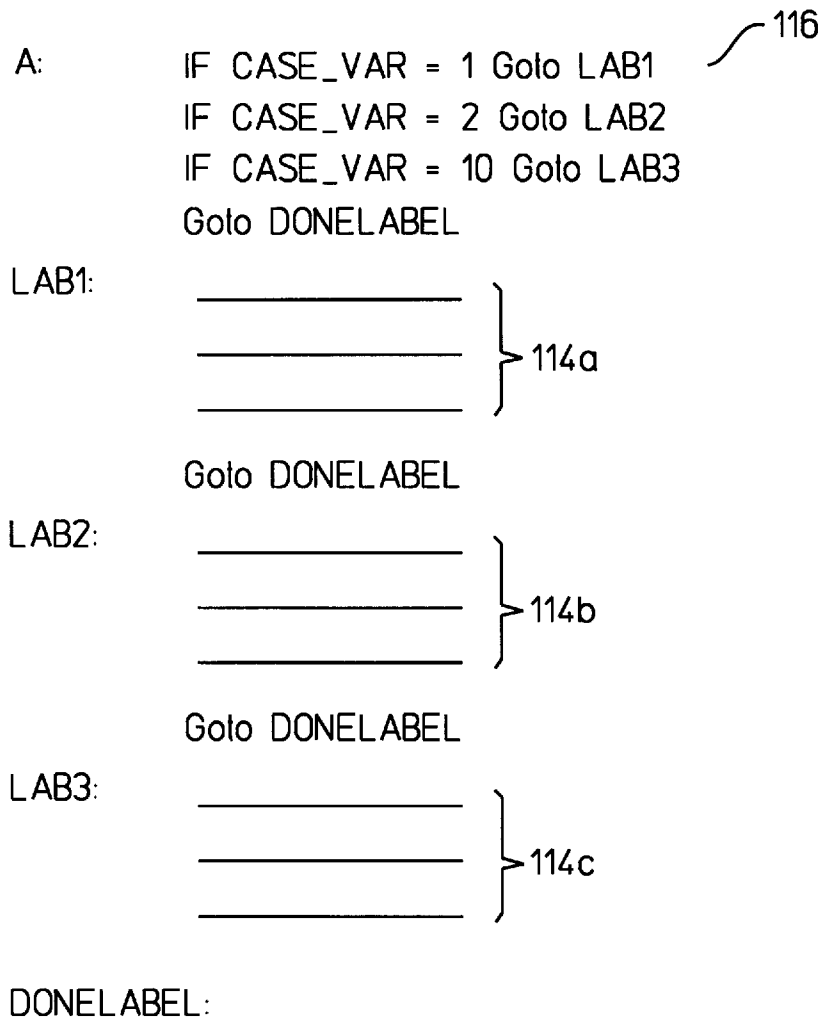 116
A: IF CASE_VAR = 1 Goto LAB1
IF CASE_VAR = 2 Goto LAB2
IF CASE_VAR = 10 Goto LAB3
Goto DONELABEL
LAB1:
114a
Goto DONELABEL
LAB2:
114b
Goto DONELABEL
LAB3:
114c
DONELABEL: